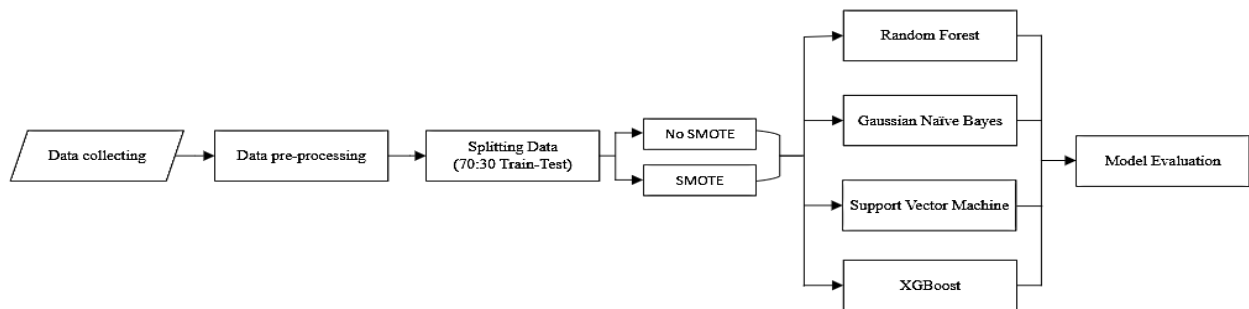 Data collecting
Data pre-processing
Splitting Data
(70:30 Train-Test)
No SMOTE
SMOTE
Random Forest
Gaussian Naïve Bayes
Support Vector Machine
XGBoost
Model Evaluation